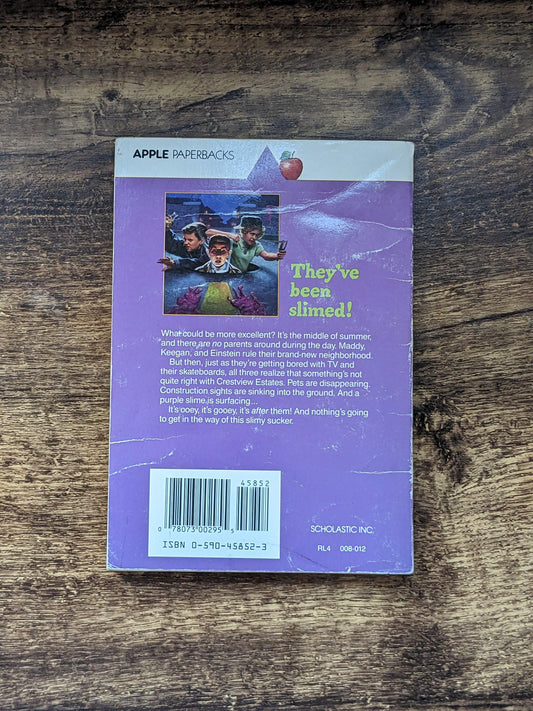 APPLE PAPERBACKS
They've
been
slimed!
What could be more excellent? It's the middle of summer,
and there are no parents around during the day. Maddy,
Keegan, and Einstein rule their brand-new neighborhood.
But then, just as they're getting bored with TV and
their skateboards, all three realize that something's not
quite right with Crestview Estates. Pets are disappearing.
Construction sights are sinking into the ground. And a
purple slime is surfacing...
It's ooey, it's gooey, it's after them! And nothing's going
to get in the way of this slimy sucker.
45852
0 78073 00295 5
ISBN 0-590-45852-3
SCHOLASTIC INC.
RL4 008-012